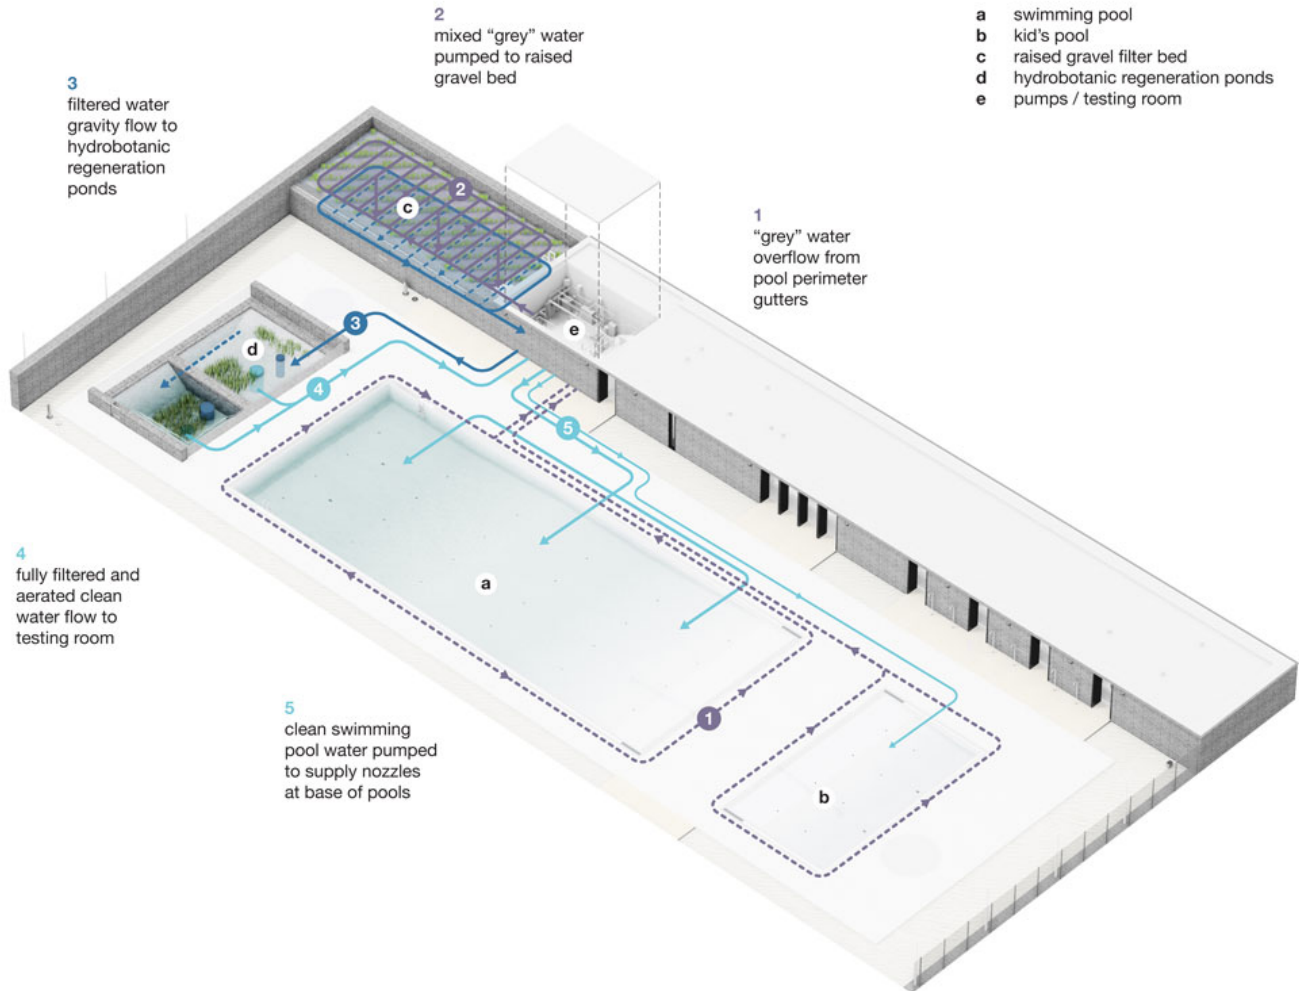 2
mixed “grey” water
pumped to raised
gravel bed
a swimming pool
b kid's pool
c raised gravel filter bed
d hydrobotanic regeneration ponds
e pumps / testing room
3
filtered water
gravity flow to
hydrobotanic
regeneration
ponds
1
“grey” water
overflow from
pool perimeter
gutters
2
c
e
3
d
4
5
4
fully filtered and
aerated clean
water flow to
testing room
a
5
clean swimming
pool water pumped
to supply nozzles
at base of pools
1
b